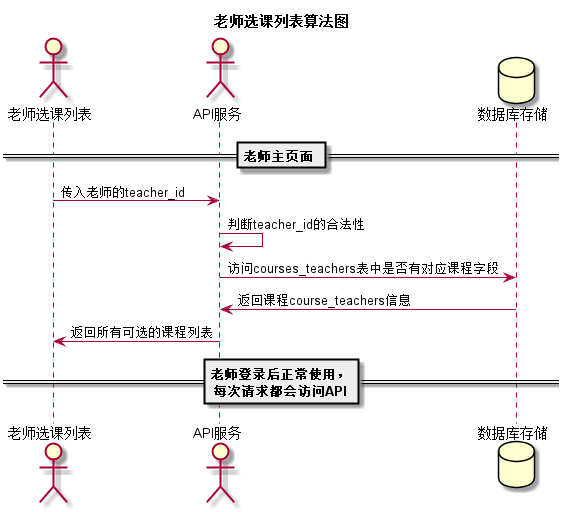 老师选课列表算法图
老师选课列表
API服务
数据库存储
老师主页面
传入老师的teacher_id
判断teacher_id的合法性
访问courses_teachers表中是否有对应课程字段
返回课程course_teachers信息
返回所有可选的课程列表
老师登录后正常使用，
每次请求都会访问API
老师选课列表
API服务
数据库存储